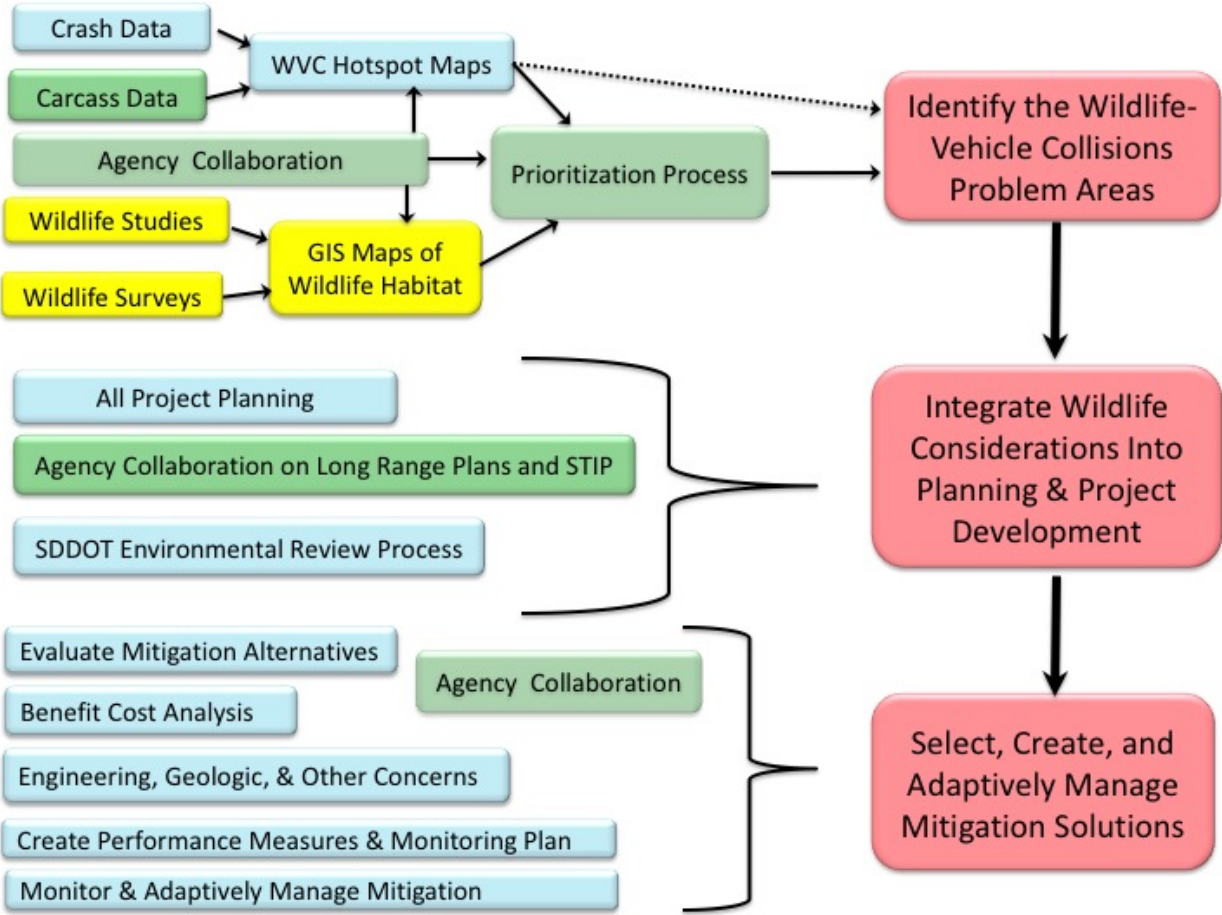 Crash Data
WVC Hotspot Maps
Carcass Data
Agency Collaboration
Prioritization Process
Wildlife Studies
GIS Maps of
Wildlife Habitat
Wildlife Surveys
Identify the Wildlife-
Vehicle Collisions
Problem Areas
All Project Planning
Agency Collaboration on Long Range Plans and STIP
SDDOT Environmental Review Process
Integrate Wildlife
Considerations Into
Planning & Project
Development
Evaluate Mitigation Alternatives
Agency Collaboration
Benefit Cost Analysis
Engineering, Geologic, & Other Concerns
Create Performance Measures & Monitoring Plan
Monitor & Adaptively Manage Mitigation
Select, Create, and
Adaptively Manage
Mitigation Solutions